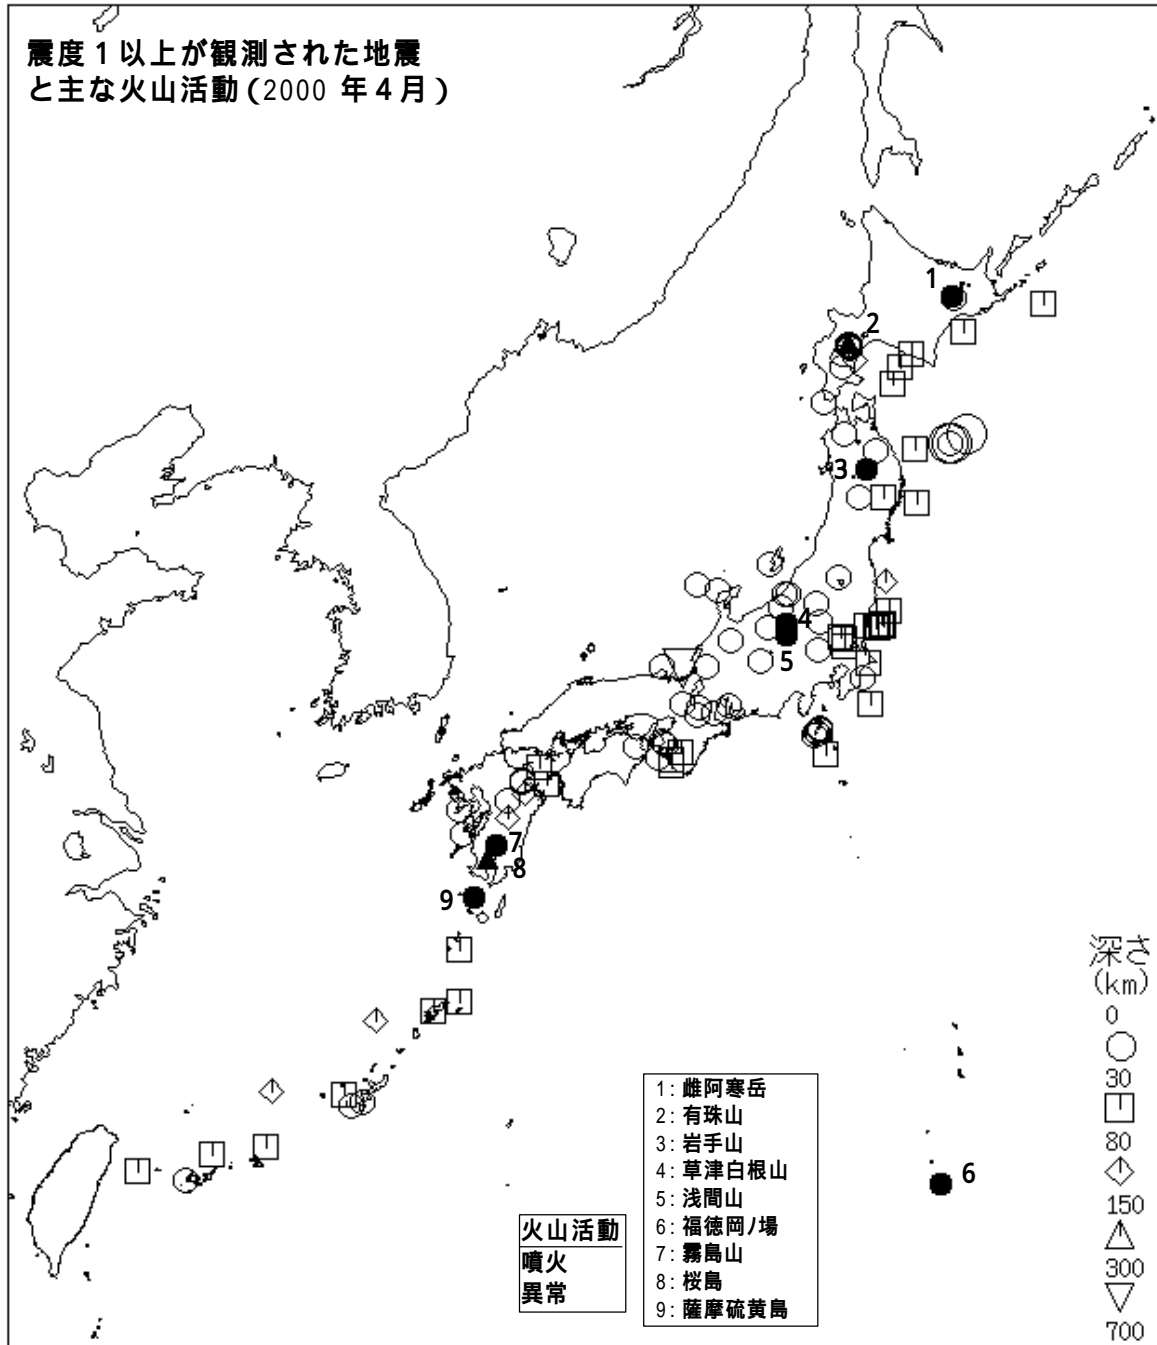 震度1以上が観測された地震
と主な火山活動(2000 年4月)
1
2
3
4
5
7
8
9
6
深さ
(km)
0
30
80
150
300
700
1: 雌阿寒岳
2: 有珠山
3: 岩手山
4: 草津白根山
5: 浅間山
6: 福徳岡ノ場
7: 霧島山
8: 桜島
9: 薩摩硫黄島
火山活動
噴火
異常